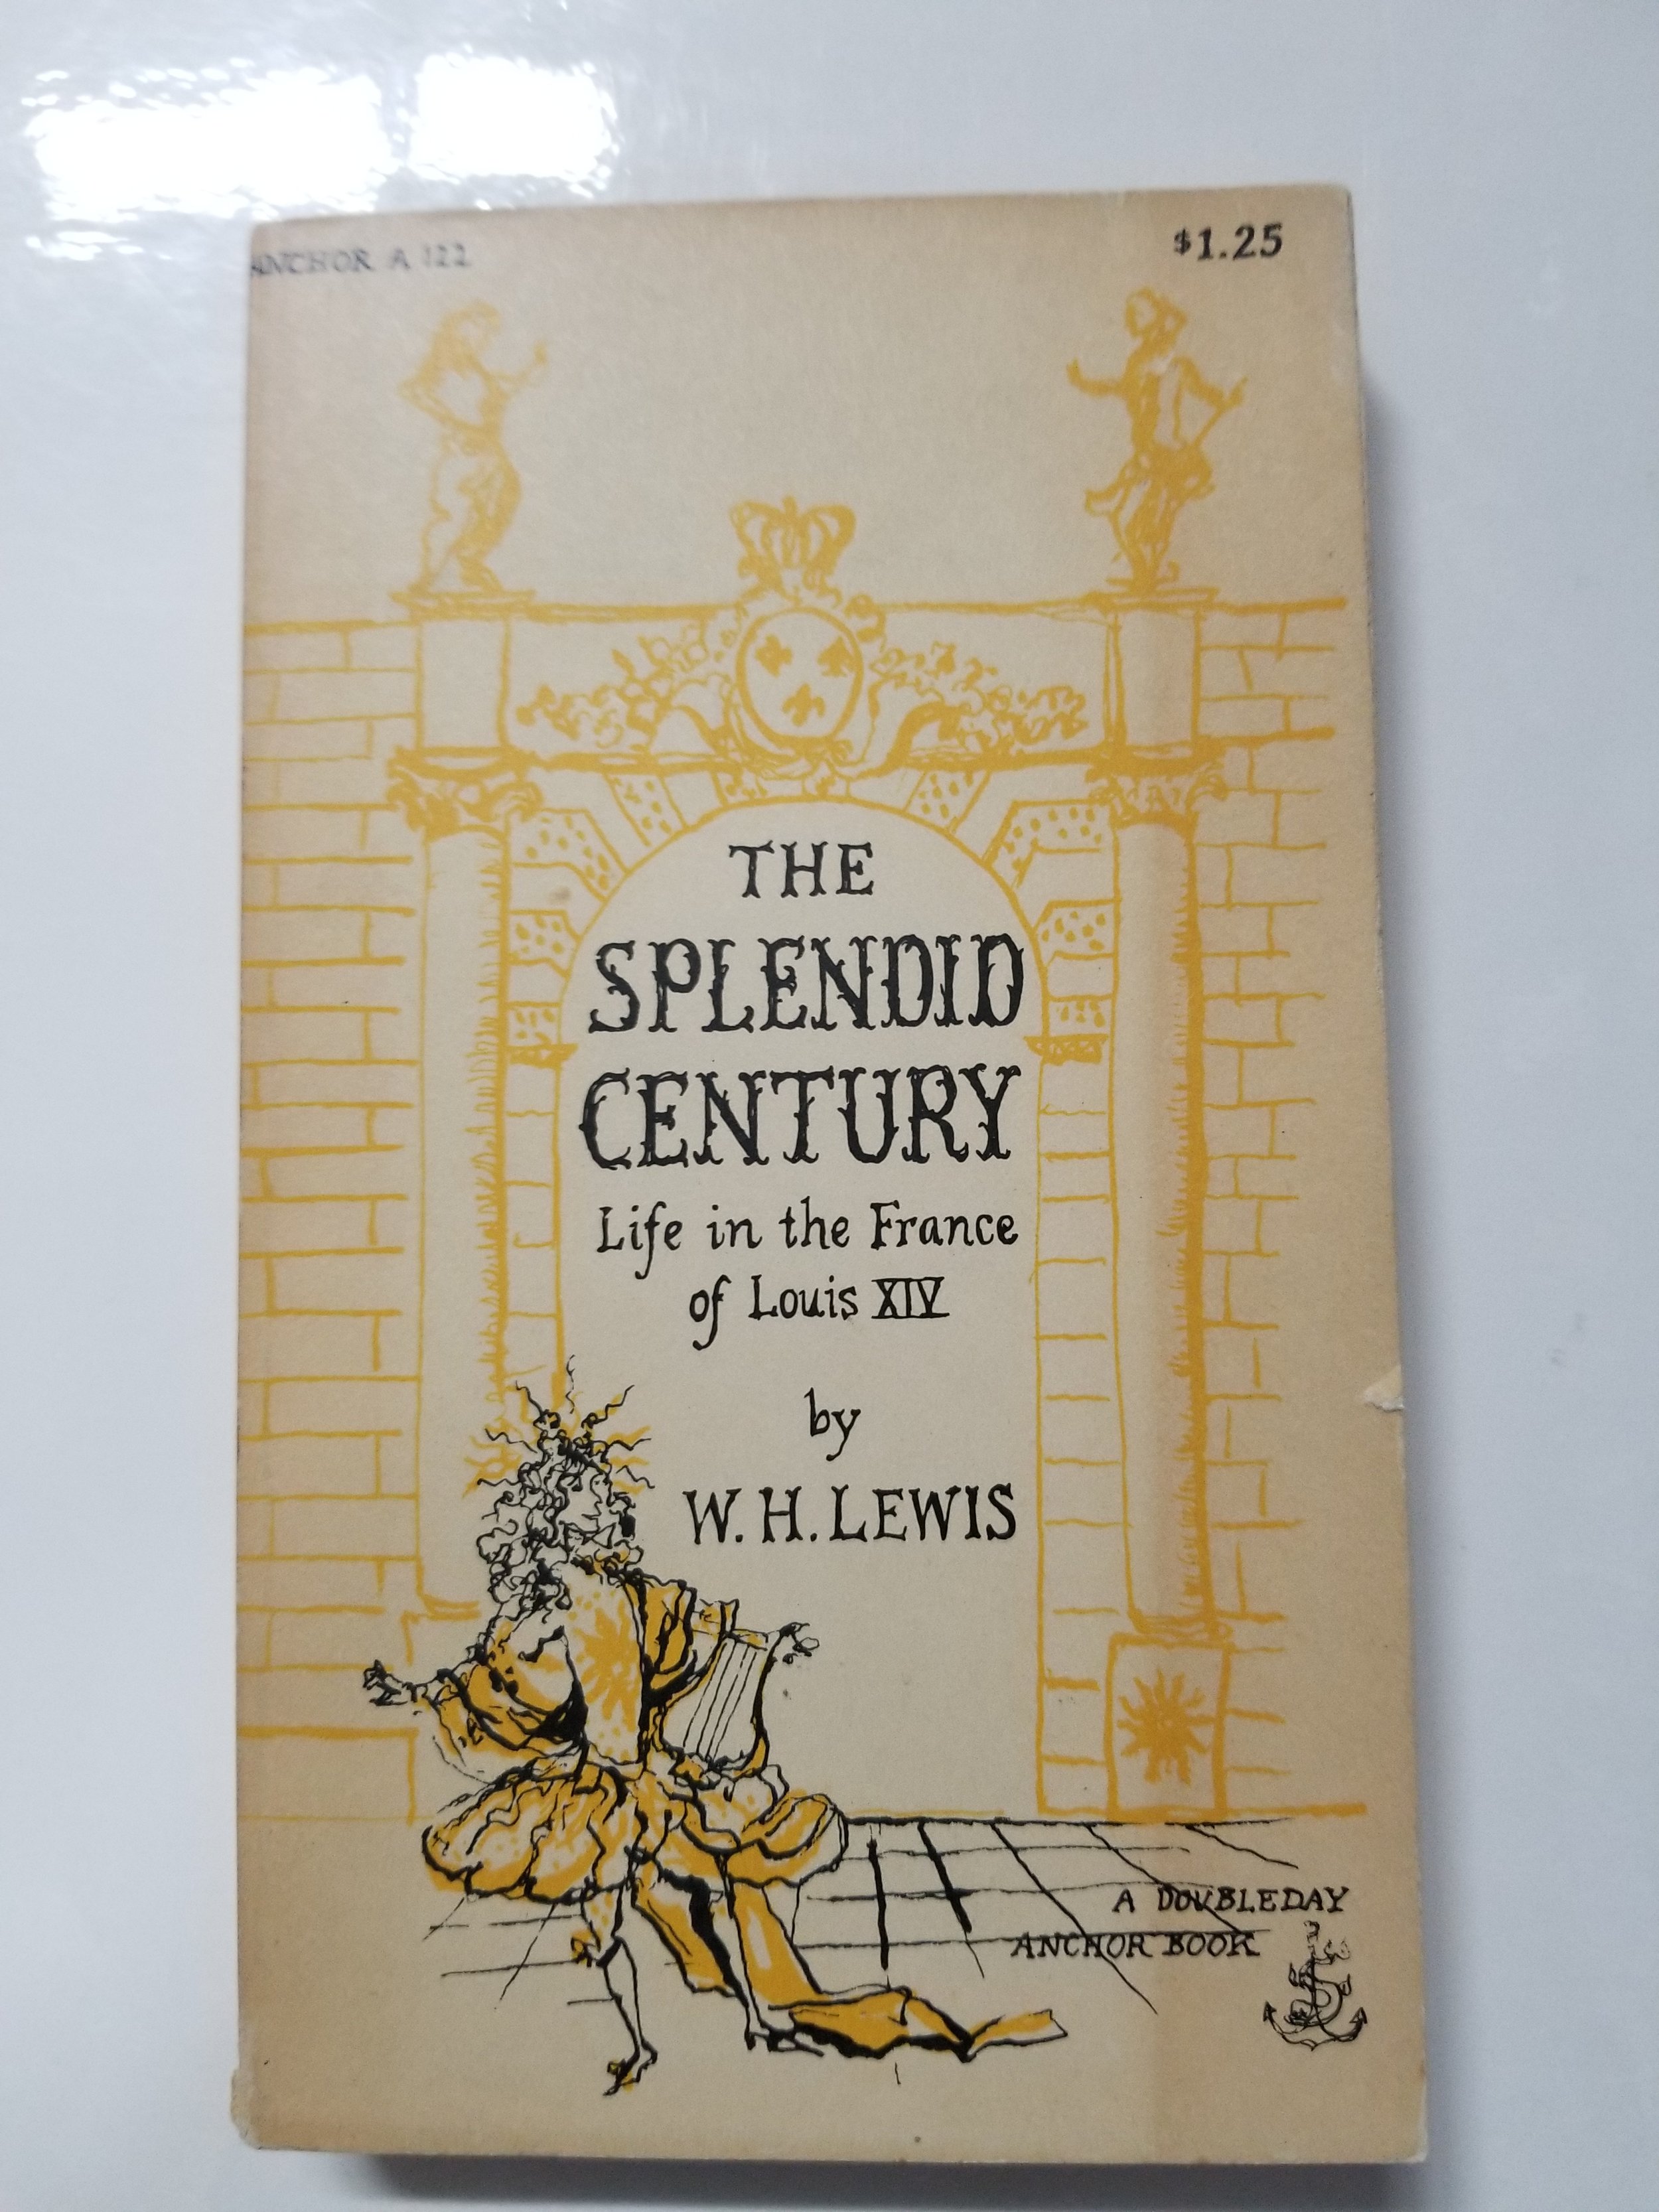 ANCHOR A 122
$1.25
THE
SPLENDID
CENTURY
Life in the France
of Louis XIV
by
W. H. LEWIS
A DOUBLEDAY
ANCHOR BOOK